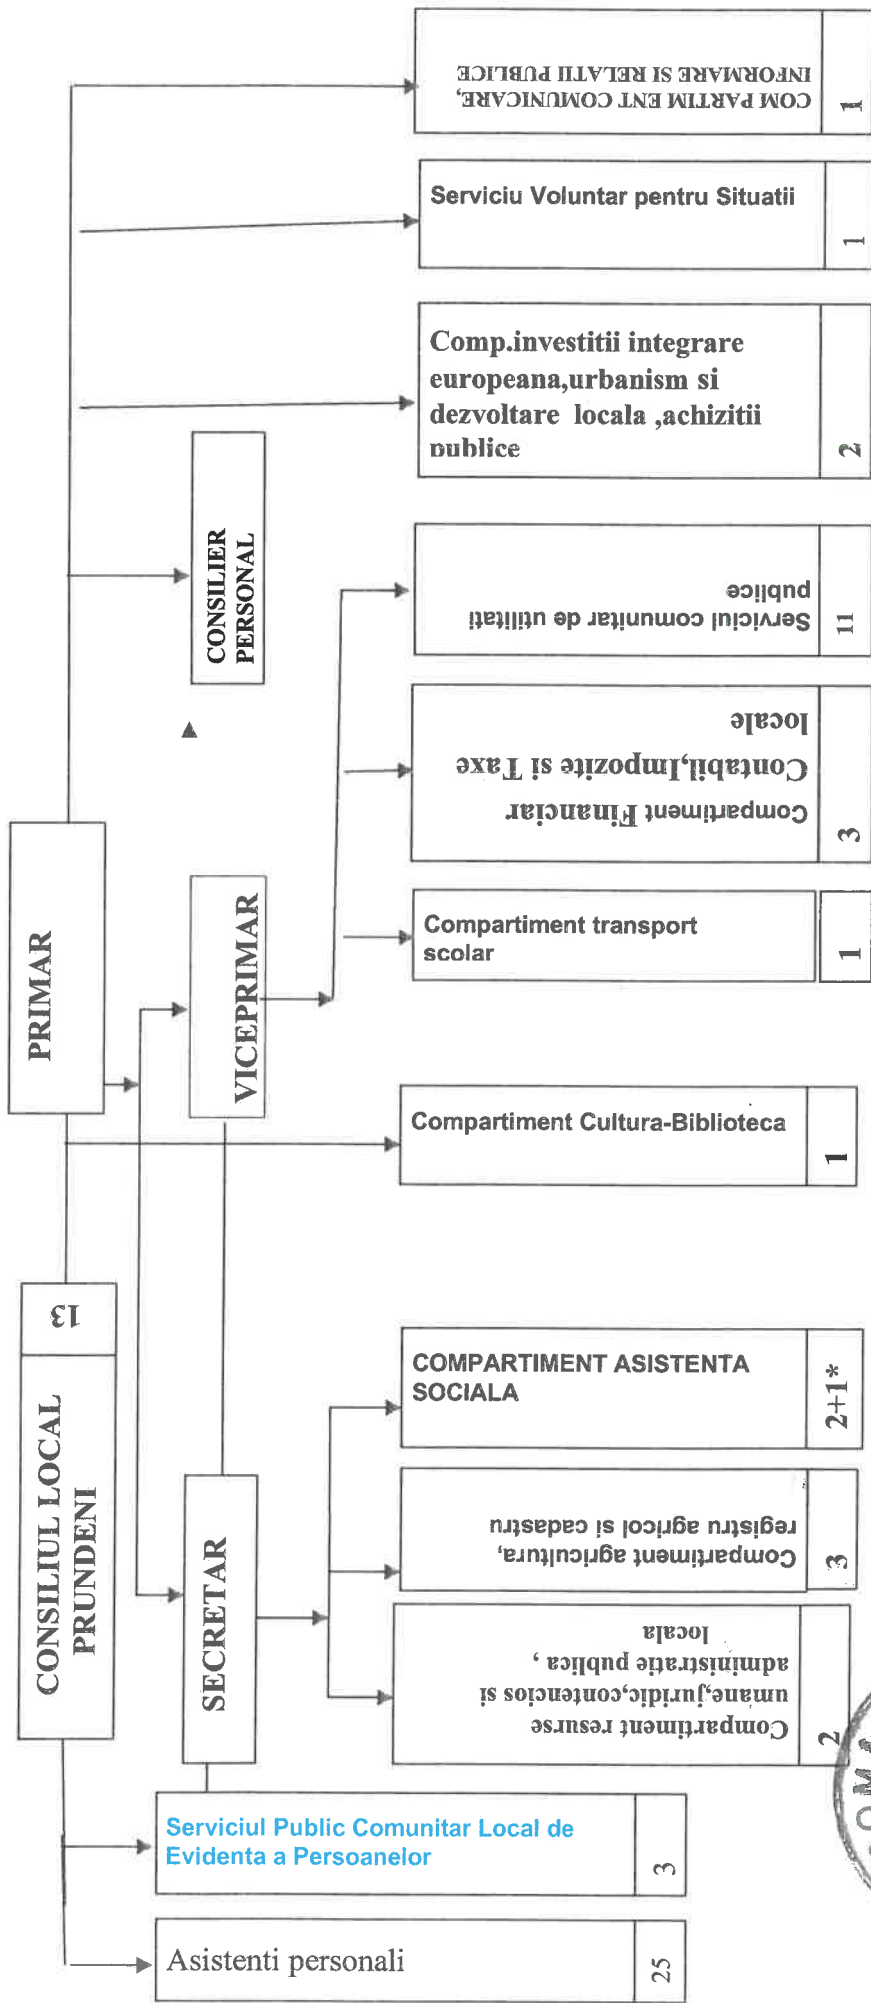 COM PARTIM ENT COMUNICARE,
INFORMARE SI RELATII PUBLICE
1
Serviciu Voluntar pentru Situatii
1
Comp.investitii integrare
europeana,urbanism si
dezvoltare locala ,achizitii
publice
2
CONSILIER
PERSONAL
Serviciul comunitar de utilitati
publice
11
Compartiment Financiar
Contabil,Impozite si Taxe
locale
3
PRIMAR
VICEPRIMAR
Compartiment transport
scolar
1
Compartiment Cultura-Biblioteca
1
CONSILIUL LOCAL
PRUNDENI
13
COMPARTIMENT ASISTENTA
SOCIALA
2+1*
SECRETAR
Compartiment agricultura,
registru agricol si cadastru
3
Compartiment resurse
umane,juridic,contencios si
administratie publica ,
locala
2
Serviciul Public Comunitar Local de
Evidenta a Persoanelor
3
Asistenti personali
25